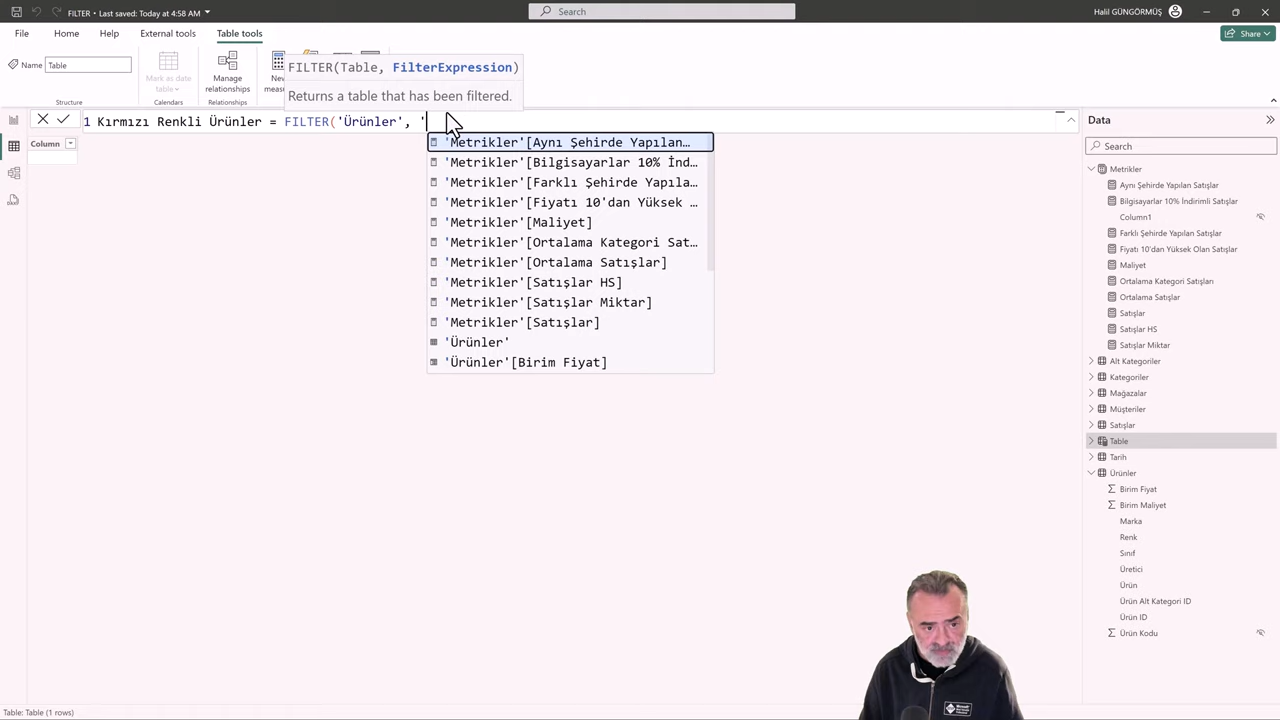 FILTER • Last saved: Today at 4:58 AM
Search
Halil GÜNGÖRMÜŞ
File
Home
Help
External tools
Table tools
Share
Name
Table
Mark as date
table
Manage
relationships
New
FILTER(Table, FilterExpression)
Returns a table that has been filtered.
Structure
Calendars
Relationships
1 Kırmızı Renkli Ürünler = FILTER('Ürünler', '
Column
'Metrikler'[Aynı Şehirde Yapılan…
'Metrikler'[Bilgisayarlar 10% İnd…
'Metrikler'[Farklı Şehirde Yapıla…
'Metrikler'[Fiyatı 10'dan Yüksek …
'Metrikler'[Maliyet]
'Metrikler'[Ortalama Kategori Sat…
'Metrikler'[Ortalama Satışlar]
'Metrikler'[Satışlar HS]
'Metrikler'[Satışlar Miktar]
'Metrikler'[Satışlar]
'Ürünler'
'Ürünler'[Birim Fiyat]
Data
Search
Metrikler
Aynı Şehirde Yapılan Satışlar
Bilgisayarlar 10% İndirimli Satışlar
Column1
Farklı Şehirde Yapılan Satışlar
Fiyatı 10'dan Yüksek Olan Satışlar
Maliyet
Ortalama Kategori Satışları
Ortalama Satışlar
Satışlar
Satışlar HS
Satışlar Miktar
Alt Kategoriler
Kategoriler
Mağazalar
Müşteriler
Satışlar
Table
Tarih
Ürünler
Birim Fiyat
Birim Maliyet
Marka
Renk
Sınıf
Üretici
Ürün
Ürün Alt Kategori ID
Ürün ID
Ürün Kodu
Table: Table (1 rows)